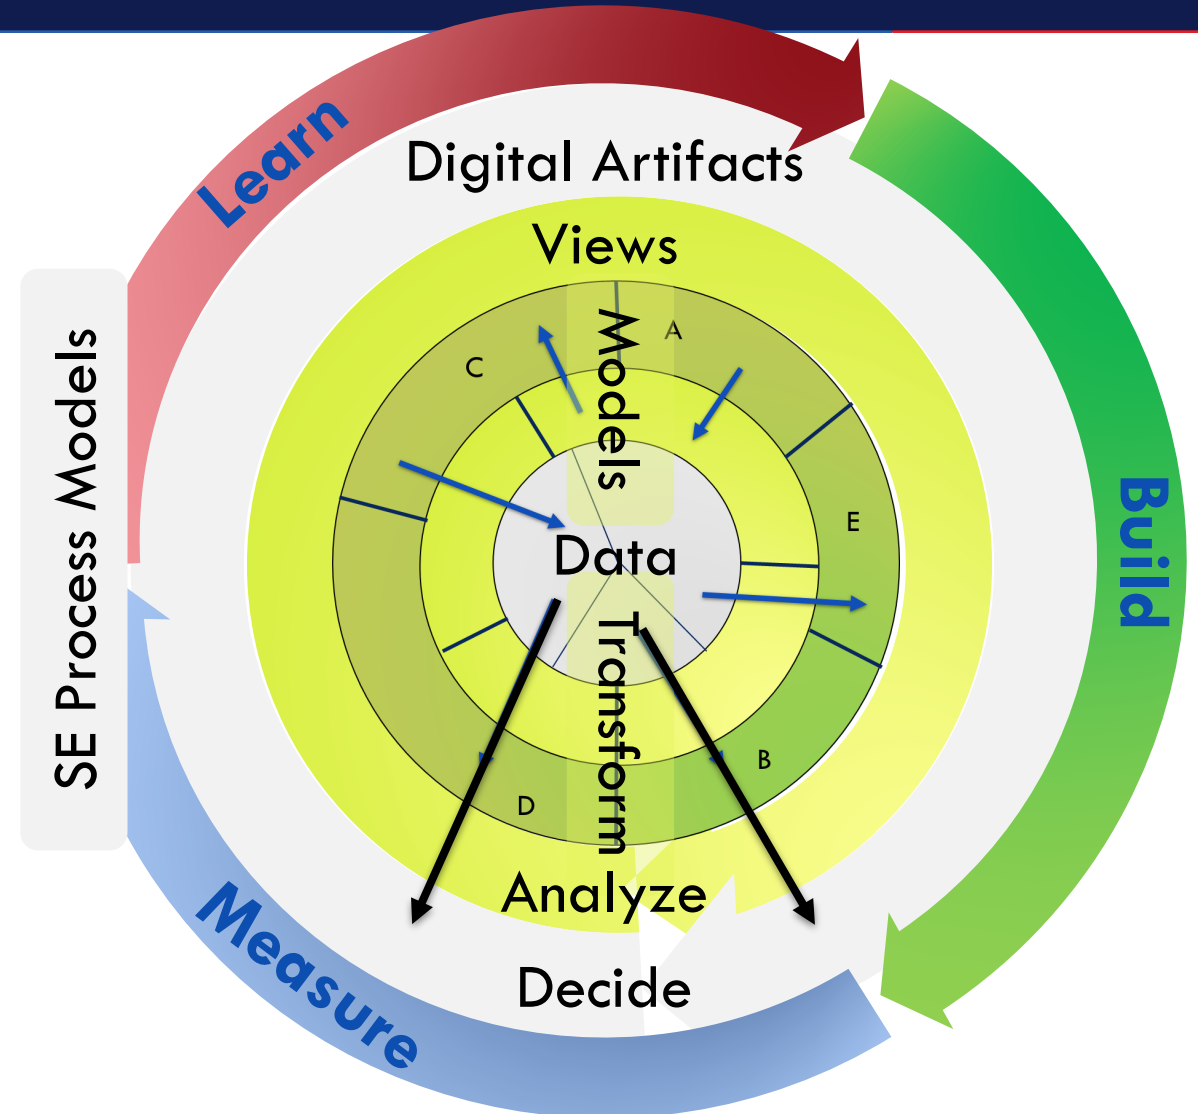 Learn
Digital Artifacts
Views
Models
A
C
SE Process Models
E
Build
Data
Transform
B
D
Analyze
Decide
Measure